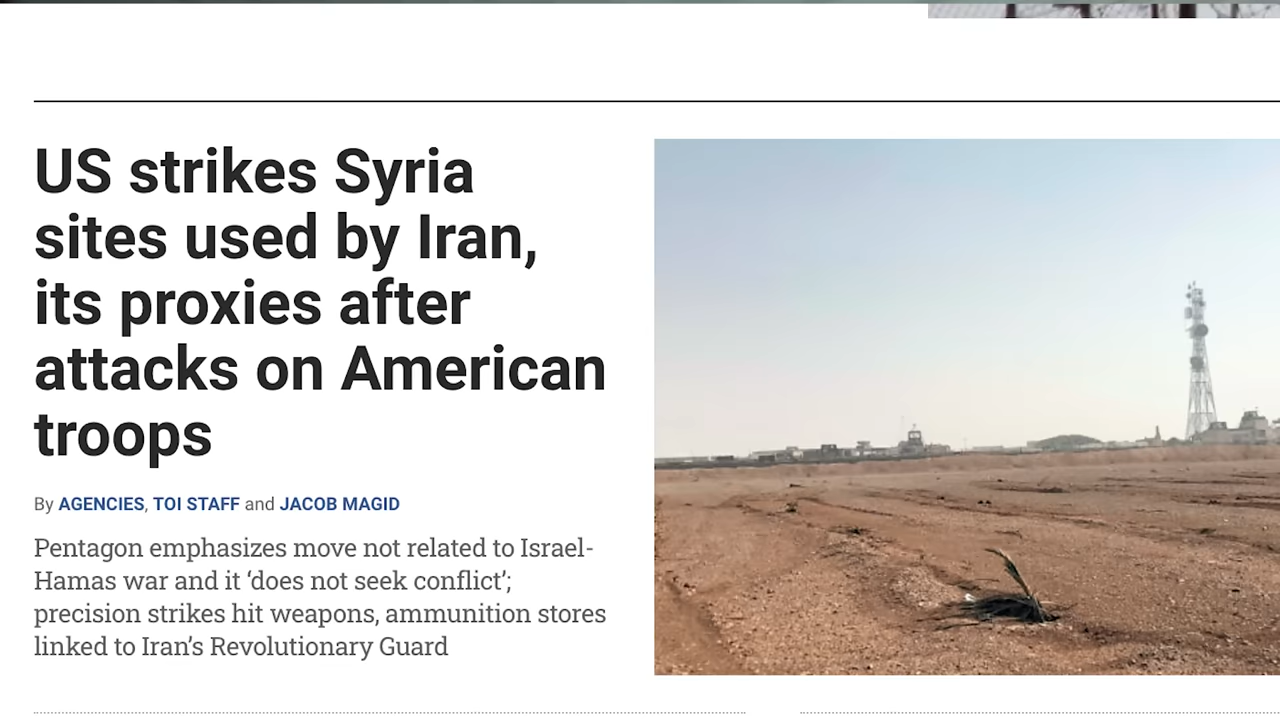 US strikes Syria
sites used by Iran,
its proxies after
attacks on American
troops
By AGENCIES, TOI STAFF and JACOB MAGID
Pentagon emphasizes move not related to Israel-
Hamas war and it ‘does not seek conflict’;
precision strikes hit weapons, ammunition stores
linked to Iran’s Revolutionary Guard